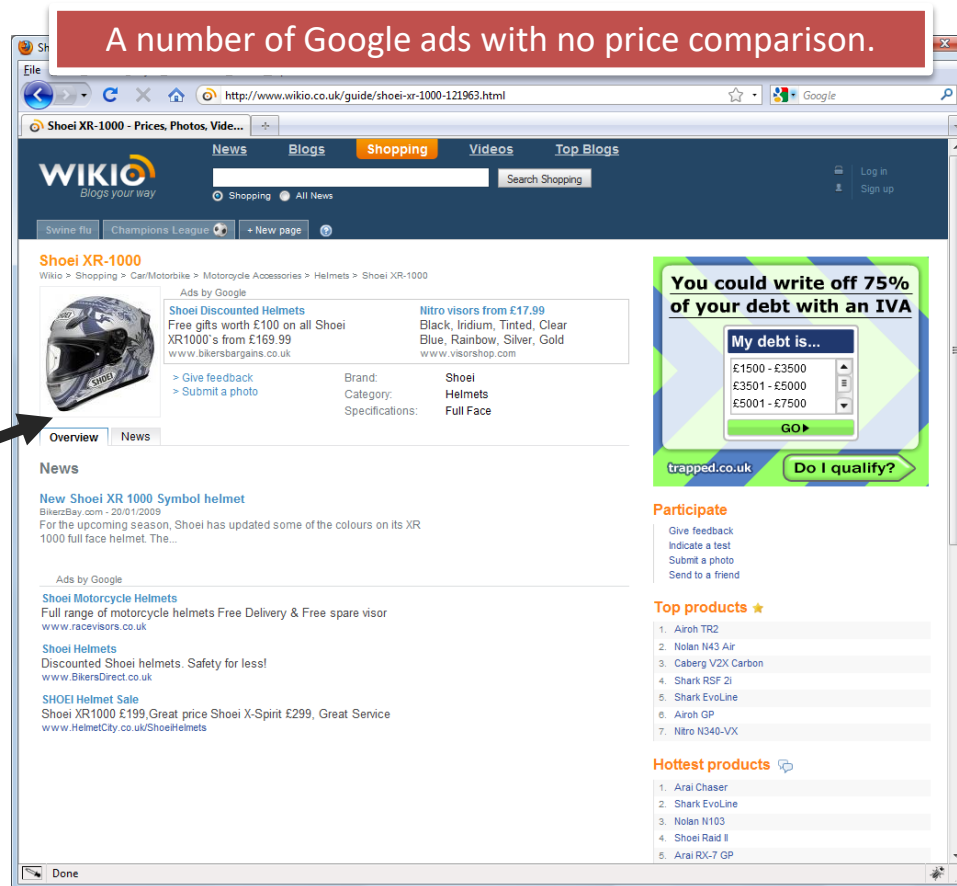 A number of Google ads with no price comparison.
Sh
File
http://www.wikio.co.uk/guide/shoei-xr-1000-121963.html
Google
Shoei XR-1000 - Prices, Photos, Vide...
News Blogs Shopping Videos Top Blogs
WIKIO
Blogs your way
Search Shopping
Shopping All News
Log in
Sign up
Swine flu Champions League + New page ?
Shoei XR-1000
Wikio > Shopping > Car/Motorbike > Motorcycle Accessories > Helmets > Shoei XR-1000
Ads by Google
Shoei Discounted Helmets
Free gifts worth £100 on all Shoei
XR1000`s from £169.99
www.bikersbargains.co.uk
Nitro visors from £17.99
Black, Iridium, Tinted, Clear
Blue, Rainbow, Silver, Gold
www.visorshop.com
SHOEI
> Give feedback
> Submit a photo
Brand: Shoei
Category: Helmets
Specifications: Full Face
Overview News
News
New Shoei XR 1000 Symbol helmet
BikerzBay.com - 20/01/2009
For the upcoming season, Shoei has updated some of the colours on its XR
1000 full face helmet. The...
Ads by Google
Shoei Motorcycle Helmets
Full range of motorcycle helmets Free Delivery & Free spare visor
www.racevisors.co.uk
Shoei Helmets
Discounted Shoei helmets. Safety for less!
www.BikersDirect.co.uk
SHOEI Helmet Sale
Shoei XR1000 £199,Great price Shoei X-Spirit £299, Great Service
www.HelmetCity.co.uk/ShoeiHelmets
You could write off 75%
of your debt with an IVA
My debt is...
£1500 - £3500
£3501 - £5000
£5001 - £7500
GO
trapped.co.uk Do I qualify?
Participate
Give feedback
Indicate a test
Submit a photo
Send to a friend
Top products
1. Airoh TR2
2. Nolan N43 Air
3. Caberg V2X Carbon
4. Shark RSF 2i
5. Shark EvoLine
6. Airoh GP
7. Nitro N340-VX
Hottest products
1. Arai Chaser
2. Shark EvoLine
3. Nolan N103
4. Shoei Raid II
5. Arai RX-7 GP
Done